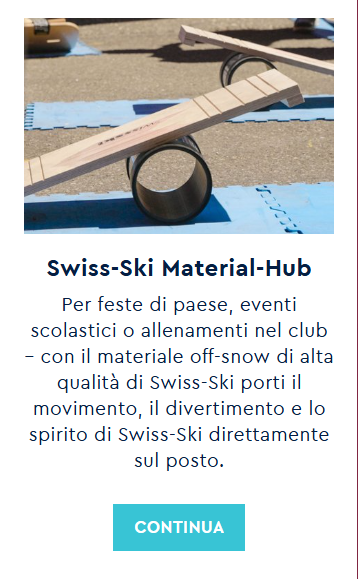 Swiss-Ski Material-Hub
Per feste di paese, eventi
scolastici o allenamenti nel club
– con il materiale off-snow di alta
qualità di Swiss-Ski porti il
movimento, il divertimento e lo
spirito di Swiss-Ski direttamente
sul posto.
CONTINUA